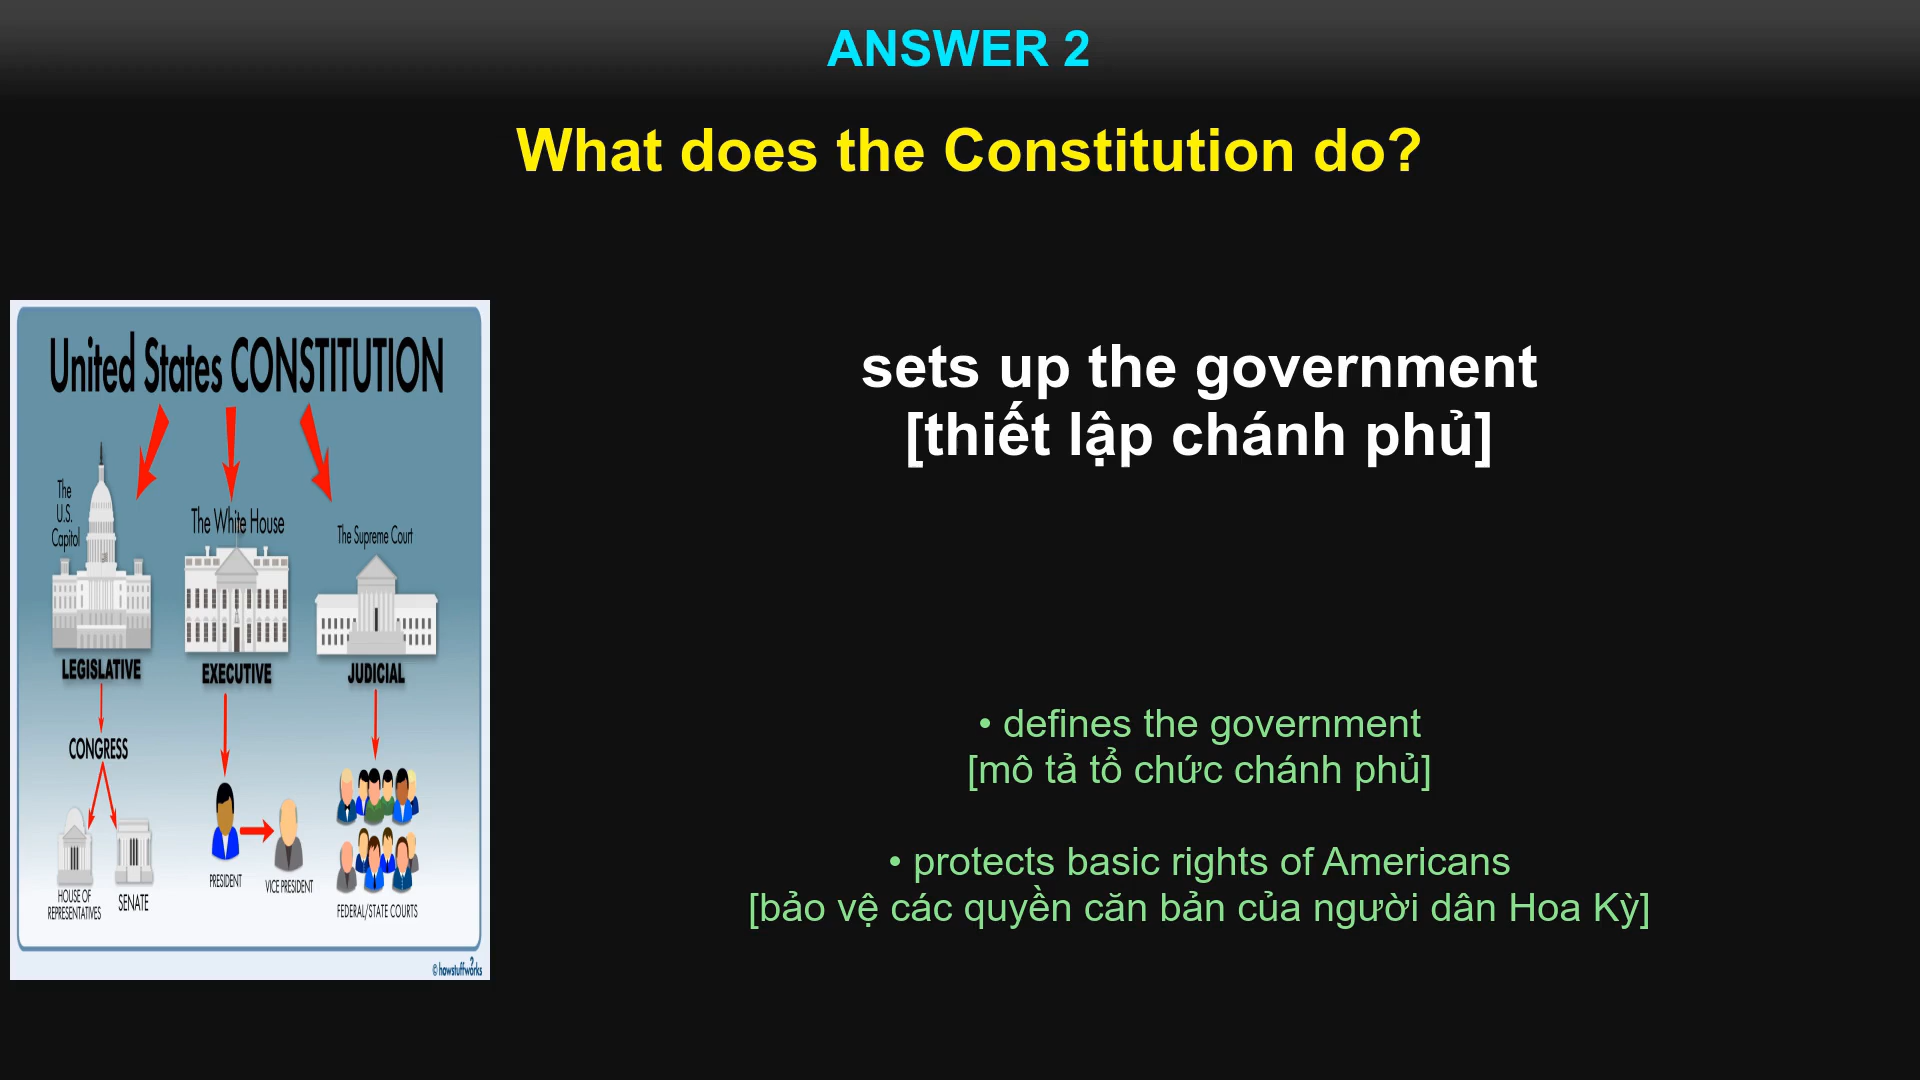 ANSWER 2
What does the Constitution do?
United States CONSTITUTION
The
U.S.
Capitol
The White House
The Supreme Court
LEGISLATIVE
EXECUTIVE
JUDICIAL
CONGRESS
HOUSE OF
REPRESENTATIVES
SENATE
PRESIDENT
VICE PRESIDENT
FEDERAL/STATE COURTS
© howstuffworks
sets up the government
[thiết lập chánh phủ]
• defines the government
[mô tả tổ chức chánh phủ]
• protects basic rights of Americans
[bảo vệ các quyền căn bản của người dân Hoa Kỳ]